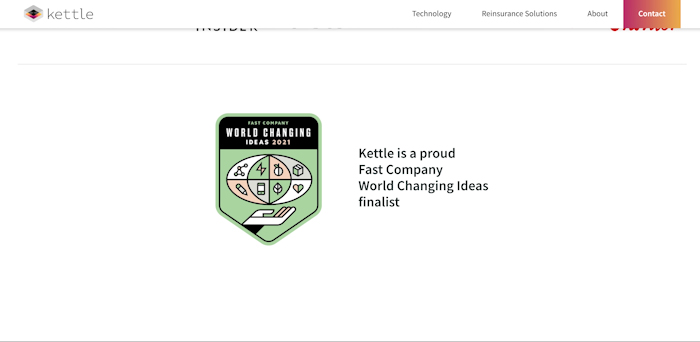 kettle
Technology
Reinsurance Solutions
About
Contact
INSIDER
FAST COMPANY
WORLD CHANGING
IDEAS 2021
Kettle is a proud
Fast Company
World Changing Ideas
finalist